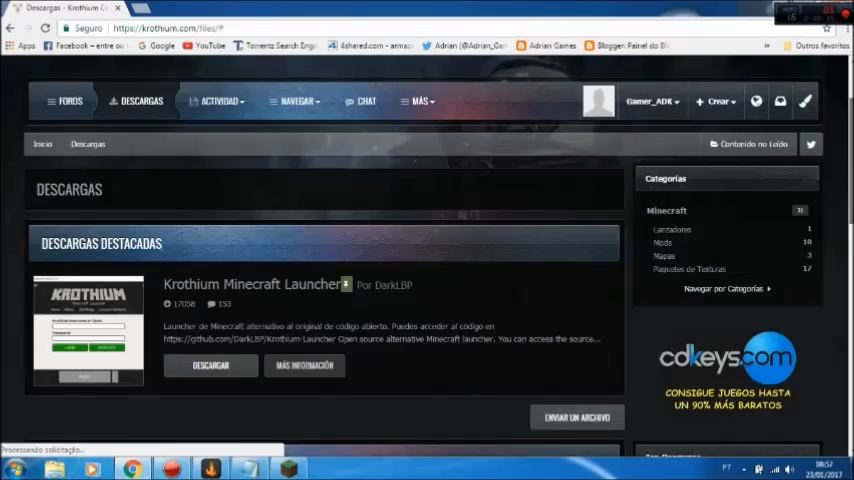 Descargas - Krothium C
Seguro
https://krothium.com/files/#
Apps
Facebook – entre ou
Google
YouTube
Torrentz Search Engi
4shared.com - armaz
Adrian (@Adrian_Ga
Adrian Games
Blogger: Painel do Bl
»
Outros favoritos
FOROS
DESCARGAS
ACTIVIDAD
NAVEGAR
CHAT
MÁS
Gamer_ADK
+ Crear
Inicio
Descargas
Contenido no Leído
DESCARGAS
DESCARGAS DESTACADAS
KROTHIUM
Krothium Minecraft Launcher
Por DarkLBP
17058
153
Launcher de Minecraft alternativo al original de código abierto. Puedes acceder al código en
https://github.com/DarkLBP/Krothium-Launcher Open source alternative Minecraft launcher. You can access the source...
DESCARGAR
MÁS INFORMACIÓN
ENVIAR UN ARCHIVO
Categorías
Minecraft 31
Lanzadores 1
Mods 10
Mapas 3
Paquetes de Texturas 17
Navegar por Categorías
cdkeys.com
CONSIGUE JUEGOS HASTA
UN 90% MÁS BARATOS
Processando solicitação...
PT
08:57
23/01/2017